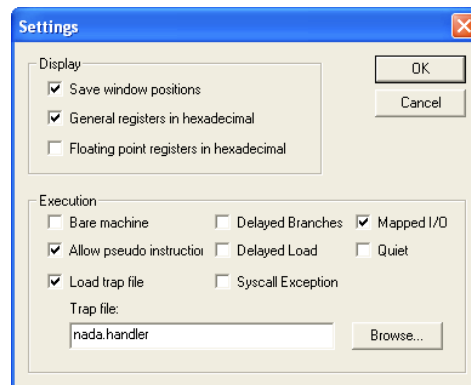 Settings
Display
Save window positions
General registers in hexadecimal
Floating point registers in hexadecimal
OK
Cancel
Execution
Bare machine
Delayed Branches
Mapped I/O
Allow pseudo instruction
Delayed Load
Quiet
Load trap file
Syscall Exception
Trap file:
nada.handler
Browse...